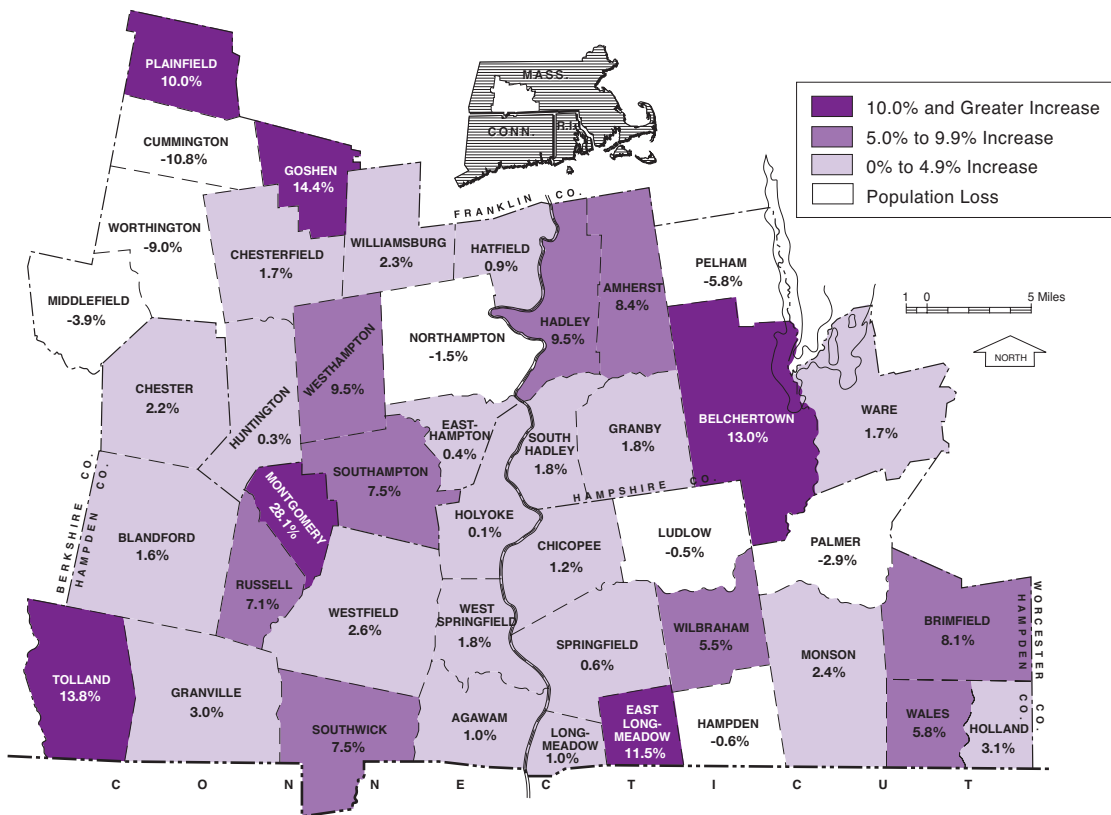 PLAINFIELD
10.0%
MASS.
CONN.
R.I.
10.0% and Greater Increase
5.0% to 9.9% Increase
0% to 4.9% Increase
Population Loss
CUMMINGTON
-10.8%
GOSHEN
14.4%
FRANKLIN CO.
WORTHINGTON
-9.0%
CHESTERFIELD
1.7%
WILLIAMSBURG
2.3%
HATFIELD
0.9%
PELHAM
-5.8%
MIDDLEFIELD
-3.9%
AMHERST
8.4%
1 0 5 Miles
NORTH
NORTHAMPTON
-1.5%
HADLEY
9.5%
WESTHAMPTON
9.5%
CHESTER
2.2%
HUNTINGTON
0.3%
EAST-
HAMPTON
0.4%
SOUTH
HADLEY
1.8%
GRANBY
1.8%
BELCHERTOWN
13.0%
WARE
1.7%
SOUTHAMPTON
7.5%
HAMPSHIRE CO.
MONTGOMERY
28.1%
HOLYOKE
0.1%
BERKSHIRE CO.
HAMPDEN CO.
BLANDFORD
1.6%
CHICOPEE
1.2%
LUDLOW
-0.5%
PALMER
-2.9%
RUSSELL
7.1%
WESTFIELD
2.6%
WEST
SPRINGFIELD
1.8%
SPRINGFIELD
0.6%
WILBRAHAM
5.5%
MONSON
2.4%
BRIMFIELD
8.1%
HAMPDEN CO.
WORCESTER CO.
TOLLAND
13.8%
GRANVILLE
3.0%
SOUTHWICK
7.5%
AGAWAM
1.0%
LONG-
MEADOW
1.0%
EAST
LONG-
MEADOW
11.5%
HAMPDEN
-0.6%
WALES
5.8%
HOLLAND
3.1%
CONNECTICUT